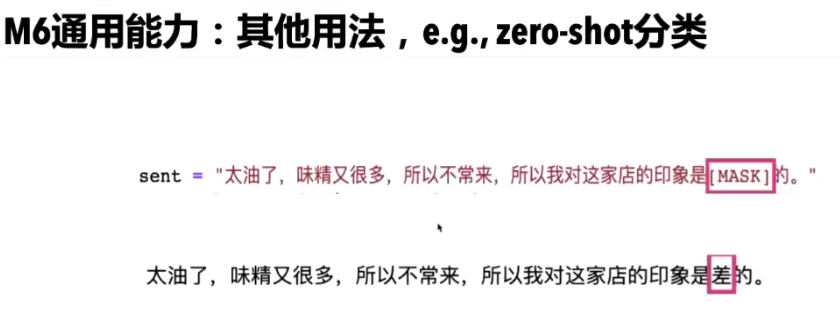 M6通用能力：其他用法，e.g., zero-shot分类
sent = "太油了，味精又很多，所以不常来，所以我对这家店的印象是[MASK]的。"
太油了，味精又很多，所以不常来，所以我对这家店的印象是差的。